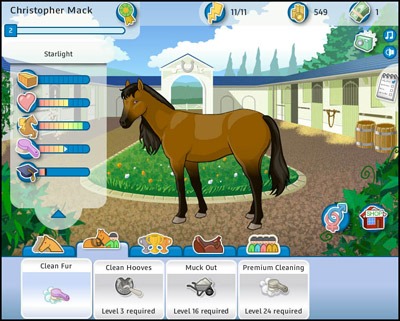 Christopher Mack
11/11
549
1
2
Starlight
SHOP
Clean Fur
Clean Hooves
Muck Out
Premium Cleaning
Level 3 required
Level 16 required
Level 24 required